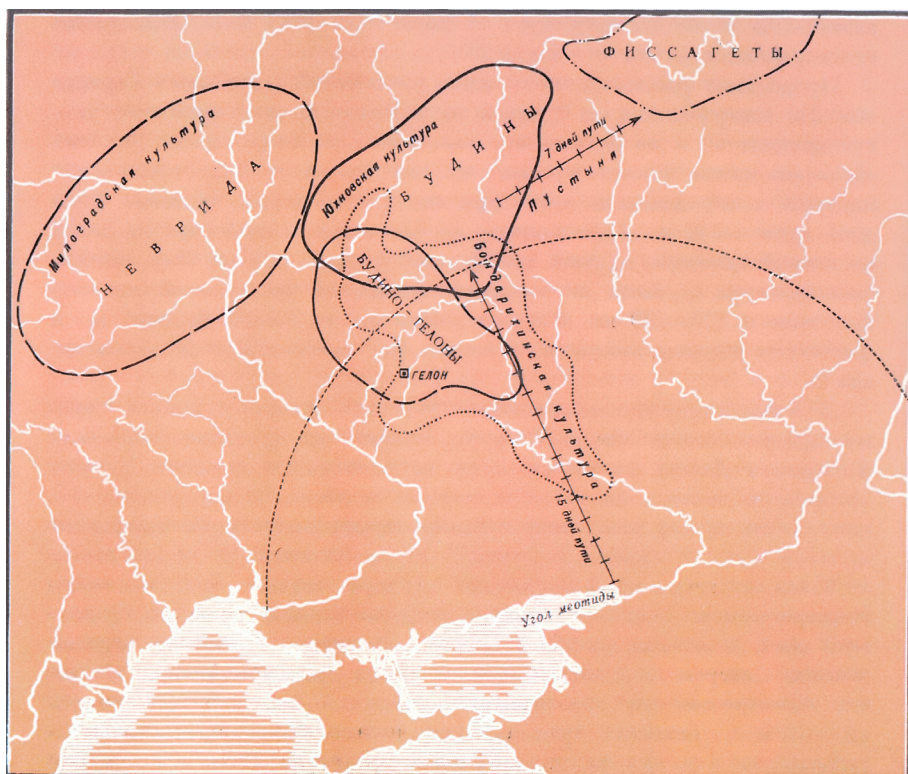 ФИССАГЕТЫ
Милоградская культура
НЕВРИДА
Юхновская культура
БУДИНЫ
7 дней пути
Пустыня
БУДИНО-ГЕЛОНЫ
ГЕЛОН
Бондарихинская культура
15 дней пути
Угол меотиды